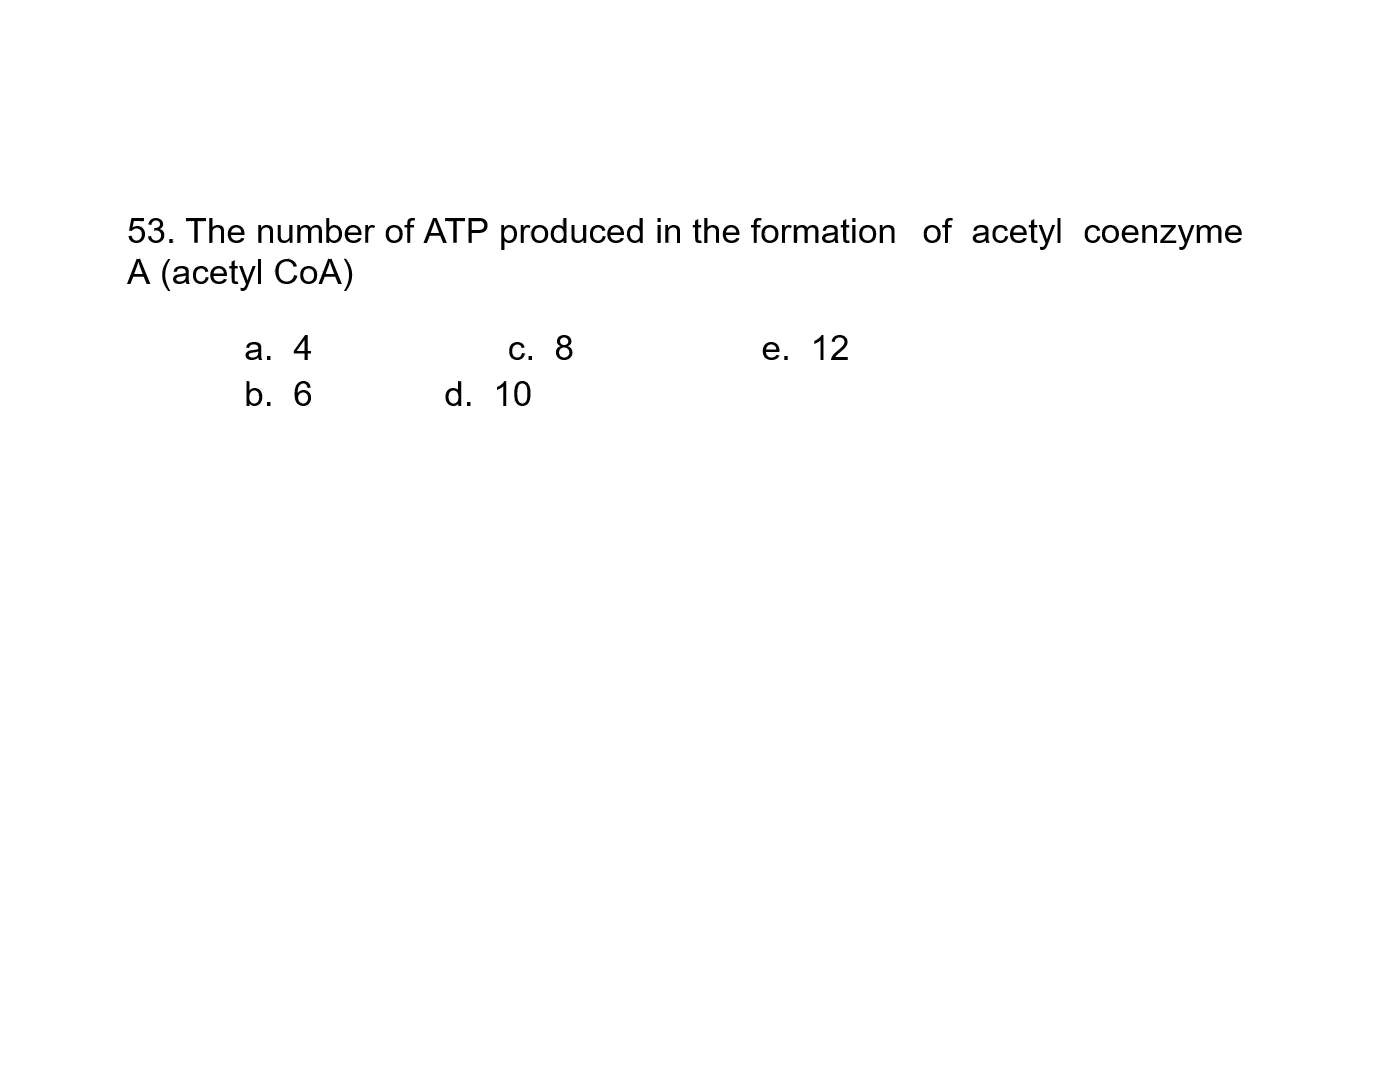 53. The number of ATP produced in the formation of acetyl coenzyme
A (acetyl CoA)
a. 4 c. 8 e. 12
b. 6 d. 10